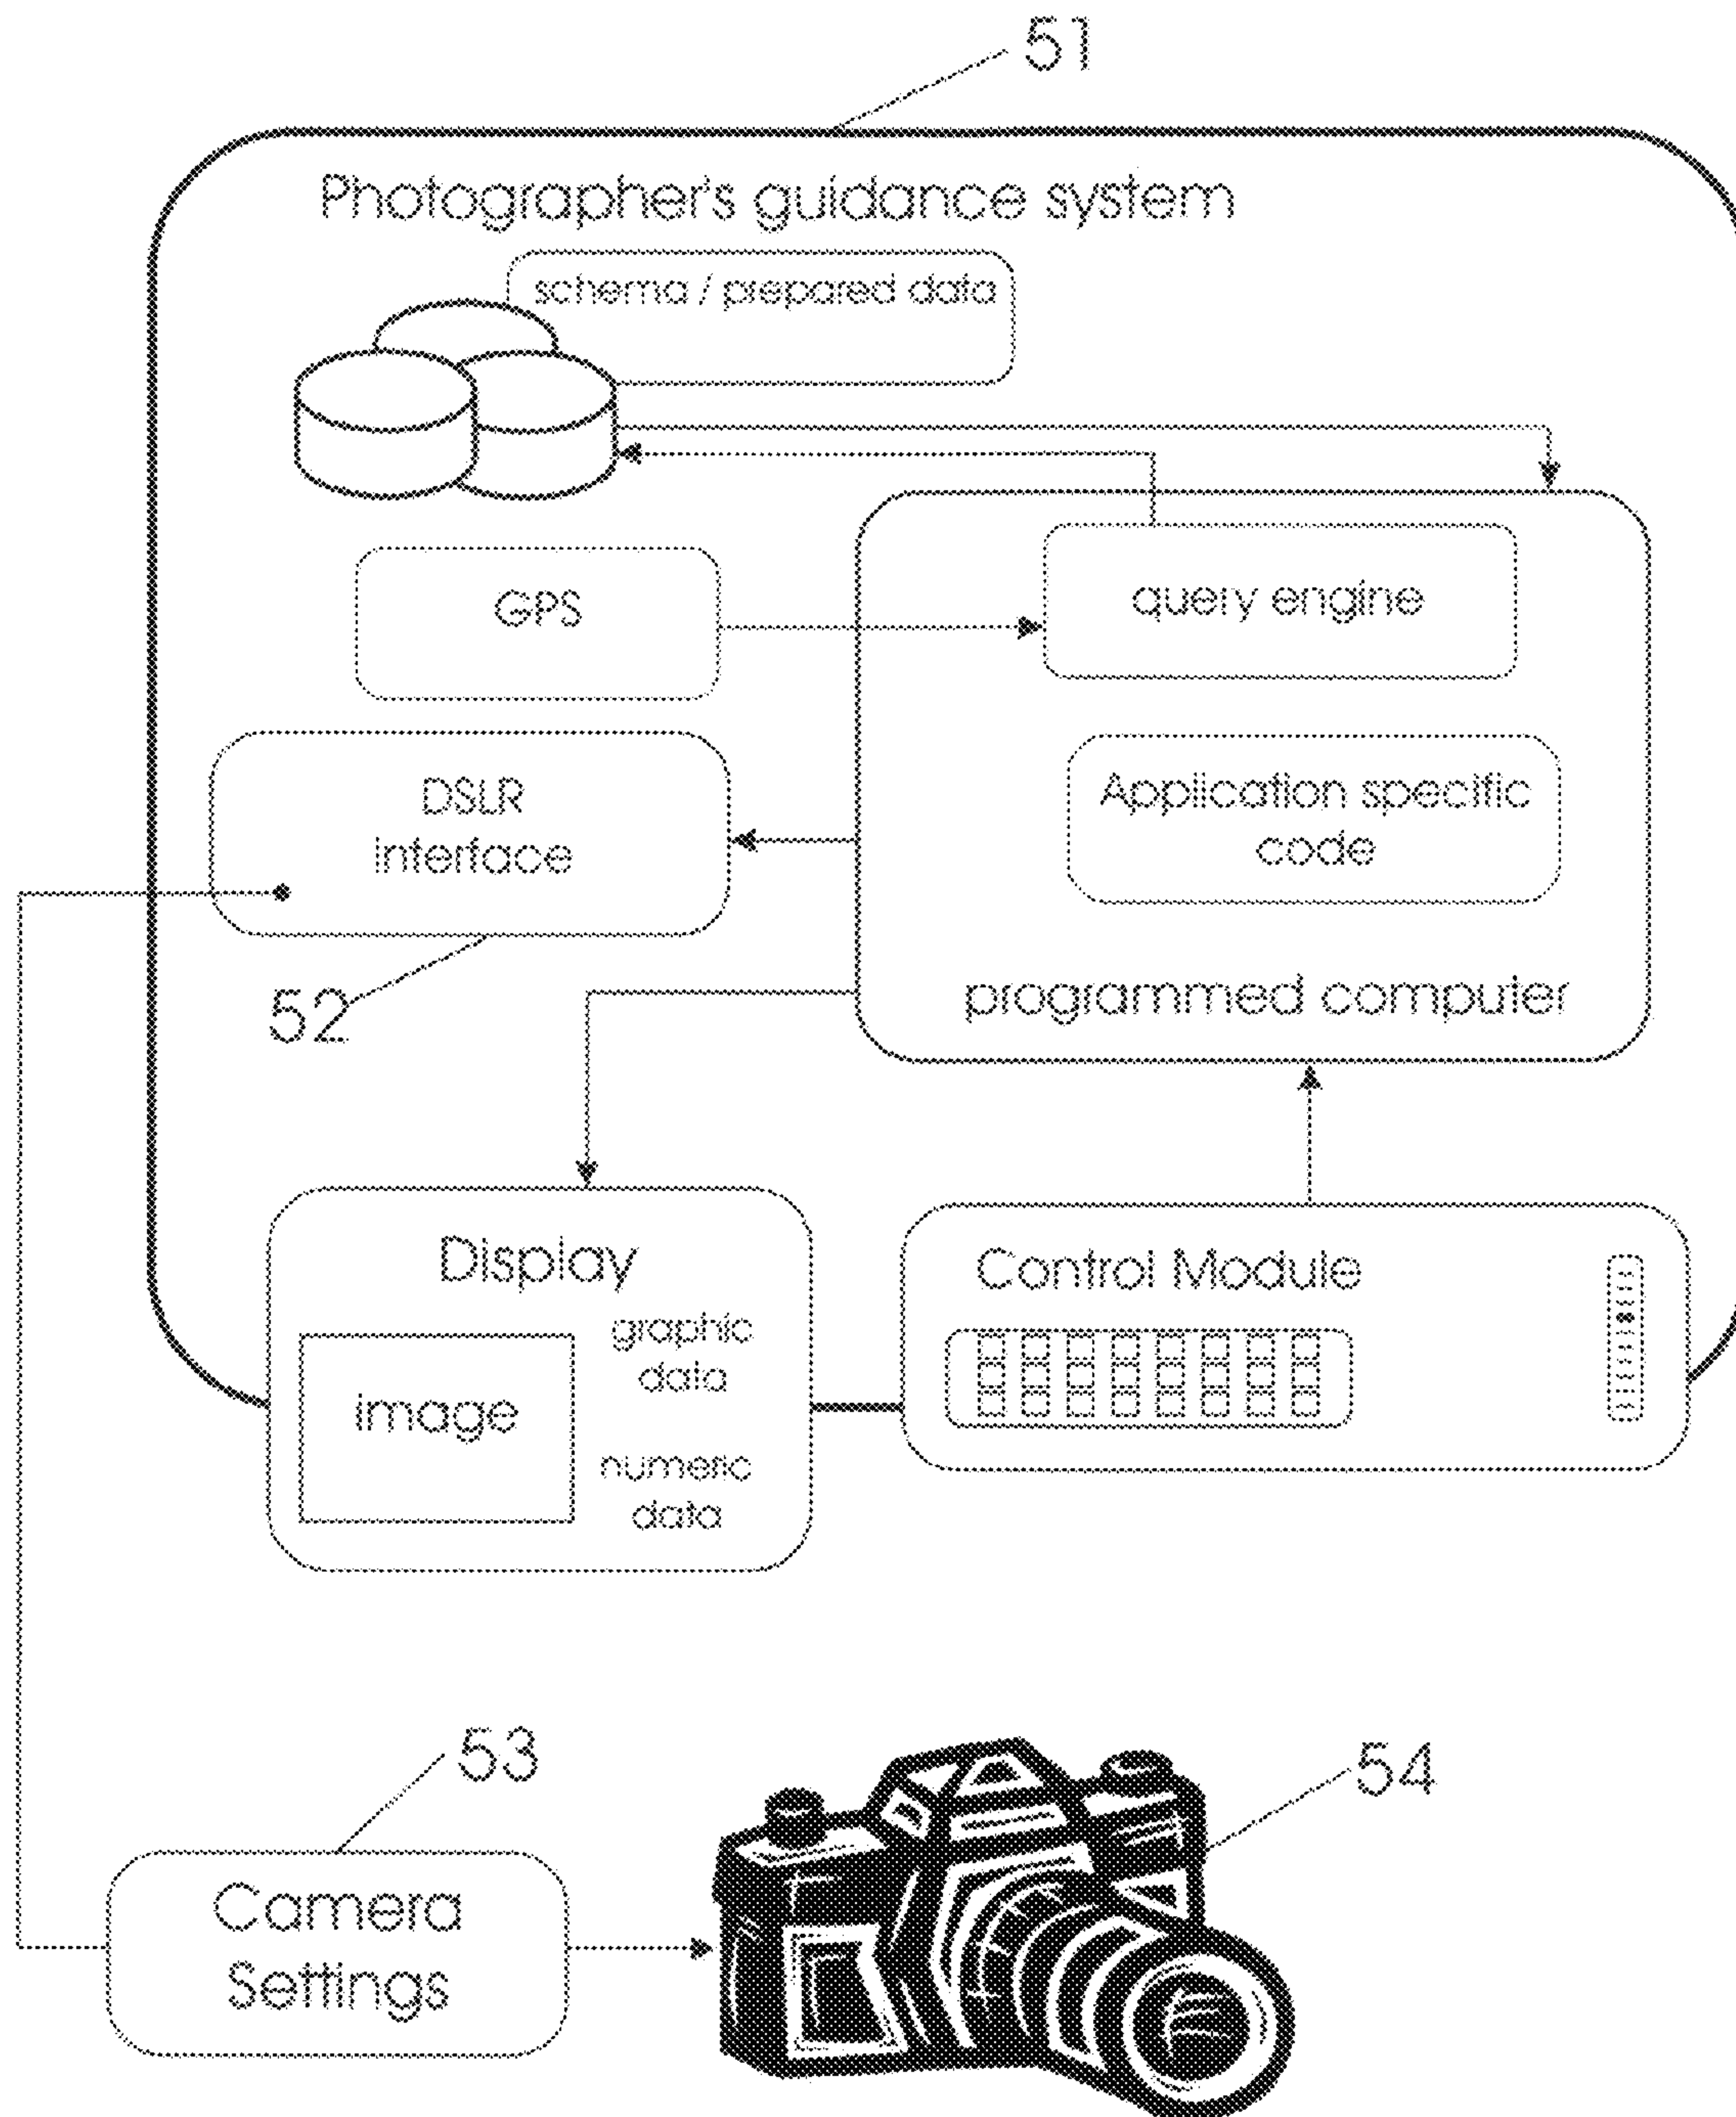 51
Photographer's guidance system
schema / prepared data
GPS
query engine
DSLR
interface
Application specific
code
52
programmed computer
Display
graphic
data
image
numeric
data
Control Module
53
54
Camera
Settings